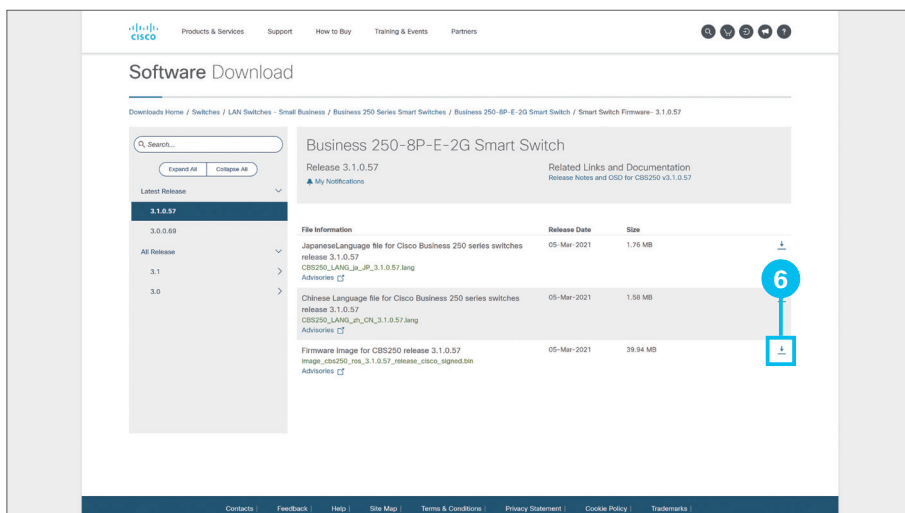 CISCO
Products & Services Support How to Buy Training & Events Partners
Software Download
Downloads Home / Switches / LAN Switches - Small Business / Business 250 Series Smart Switches / Business 250-8P-E-2G Smart Switch / Smart Switch Firmware- 3.1.0.57
Search...
Expand All Collapse All
Latest Release
3.1.0.57
3.0.0.69
All Release
3.1
3.0
Business 250-8P-E-2G Smart Switch
Release 3.1.0.57
My Notifications
Related Links and Documentation
Release Notes and OSD for CBS250 v3.1.0.57
File Information Release Date Size
JapaneseLanguage file for Cisco Business 250 series switches 05-Mar-2021 1.76 MB
release 3.1.0.57
CBS250_LANG_ja_JP_3.1.0.57.lang
Advisories
6
Chinese Language file for Cisco Business 250 series switches 05-Mar-2021 1.58 MB
release 3.1.0.57
CBS250_LANG_zh_CN_3.1.0.57.lang
Advisories
Firmware Image for CBS250 release 3.1.0.57 05-Mar-2021 39.94 MB
image_cbs250_ros_3.1.0.57_release_cisco_signed.bin
Advisories
Contacts | Feedback | Help | Site Map | Terms & Conditions | Privacy Statement | Cookie Policy | Trademarks |